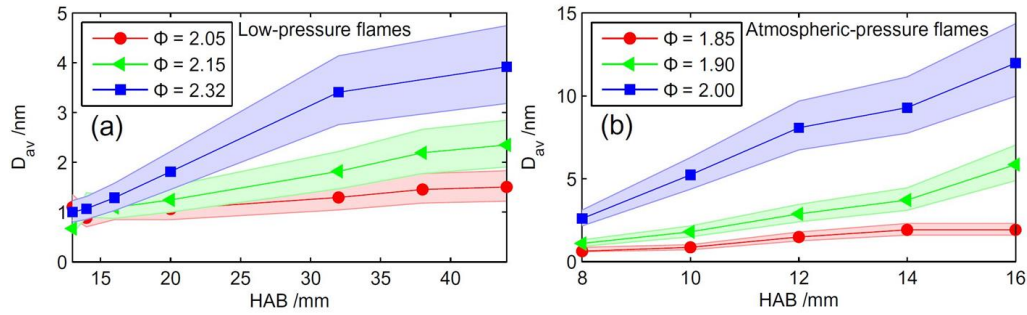 Low-pressure flames
Φ = 2.05
Φ = 2.15
Φ = 2.32
(a)
D_av /nm
5
4
3
2
1
0
15 20 25 30 35 40
HAB /mm
Atmospheric-pressure flames
Φ = 1.85
Φ = 1.90
Φ = 2.00
(b)
D_av /nm
15
10
5
0
8 10 12 14 16
HAB /mm